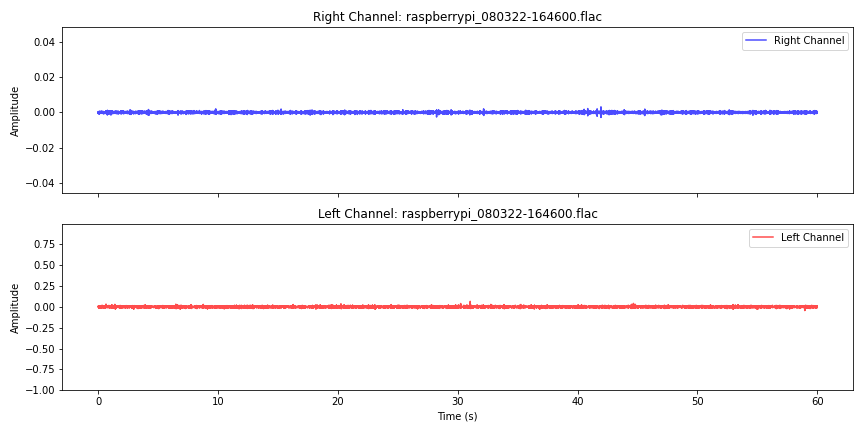 Right Channel: raspberrypi_080322-164600.flac
Right Channel
Amplitude
0.04
0.02
0.00
−0.02
−0.04
Left Channel: raspberrypi_080322-164600.flac
Left Channel
Amplitude
0.75
0.50
0.25
0.00
−0.25
−0.50
−0.75
−1.00
0 10 20 30 40 50 60
Time (s)